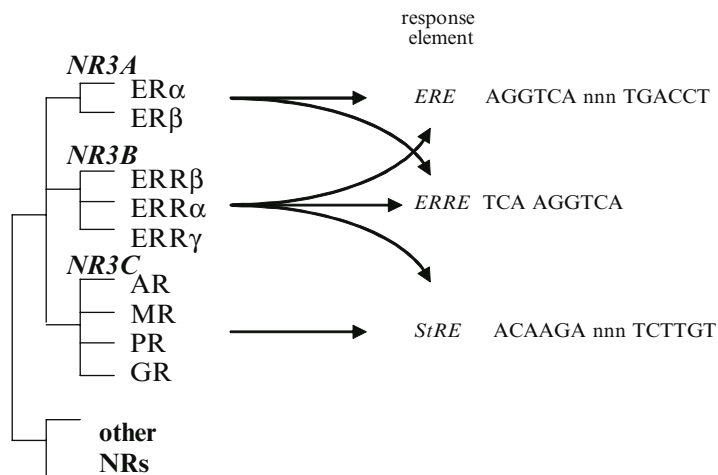 response
element
NR3A
ERα
ERβ
ERE AGGTCA nnn TGACCT
NR3B
ERRβ
ERRα
ERRγ
ERRE TCA AGGTCA
NR3C
AR
MR
PR
GR
StRE ACAAGA nnn TCTTGT
other
NRs